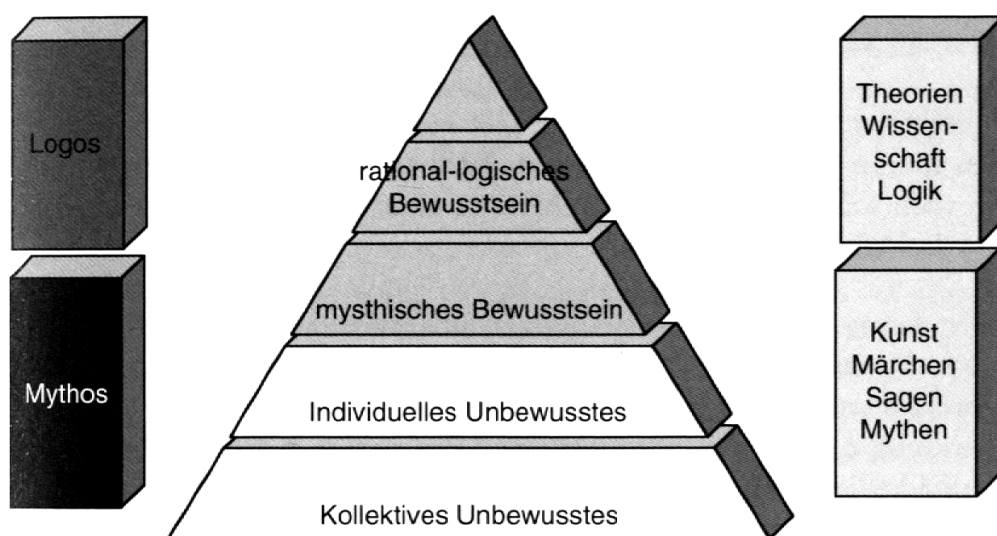 Logos
Mythos
rational-logisches
Bewusstsein
mysthisches Bewusstsein
Individuelles Unbewusstes
Kollektives Unbewusstes
Theorien
Wissen-
schaft
Logik
Kunst
Märchen
Sagen
Mythen